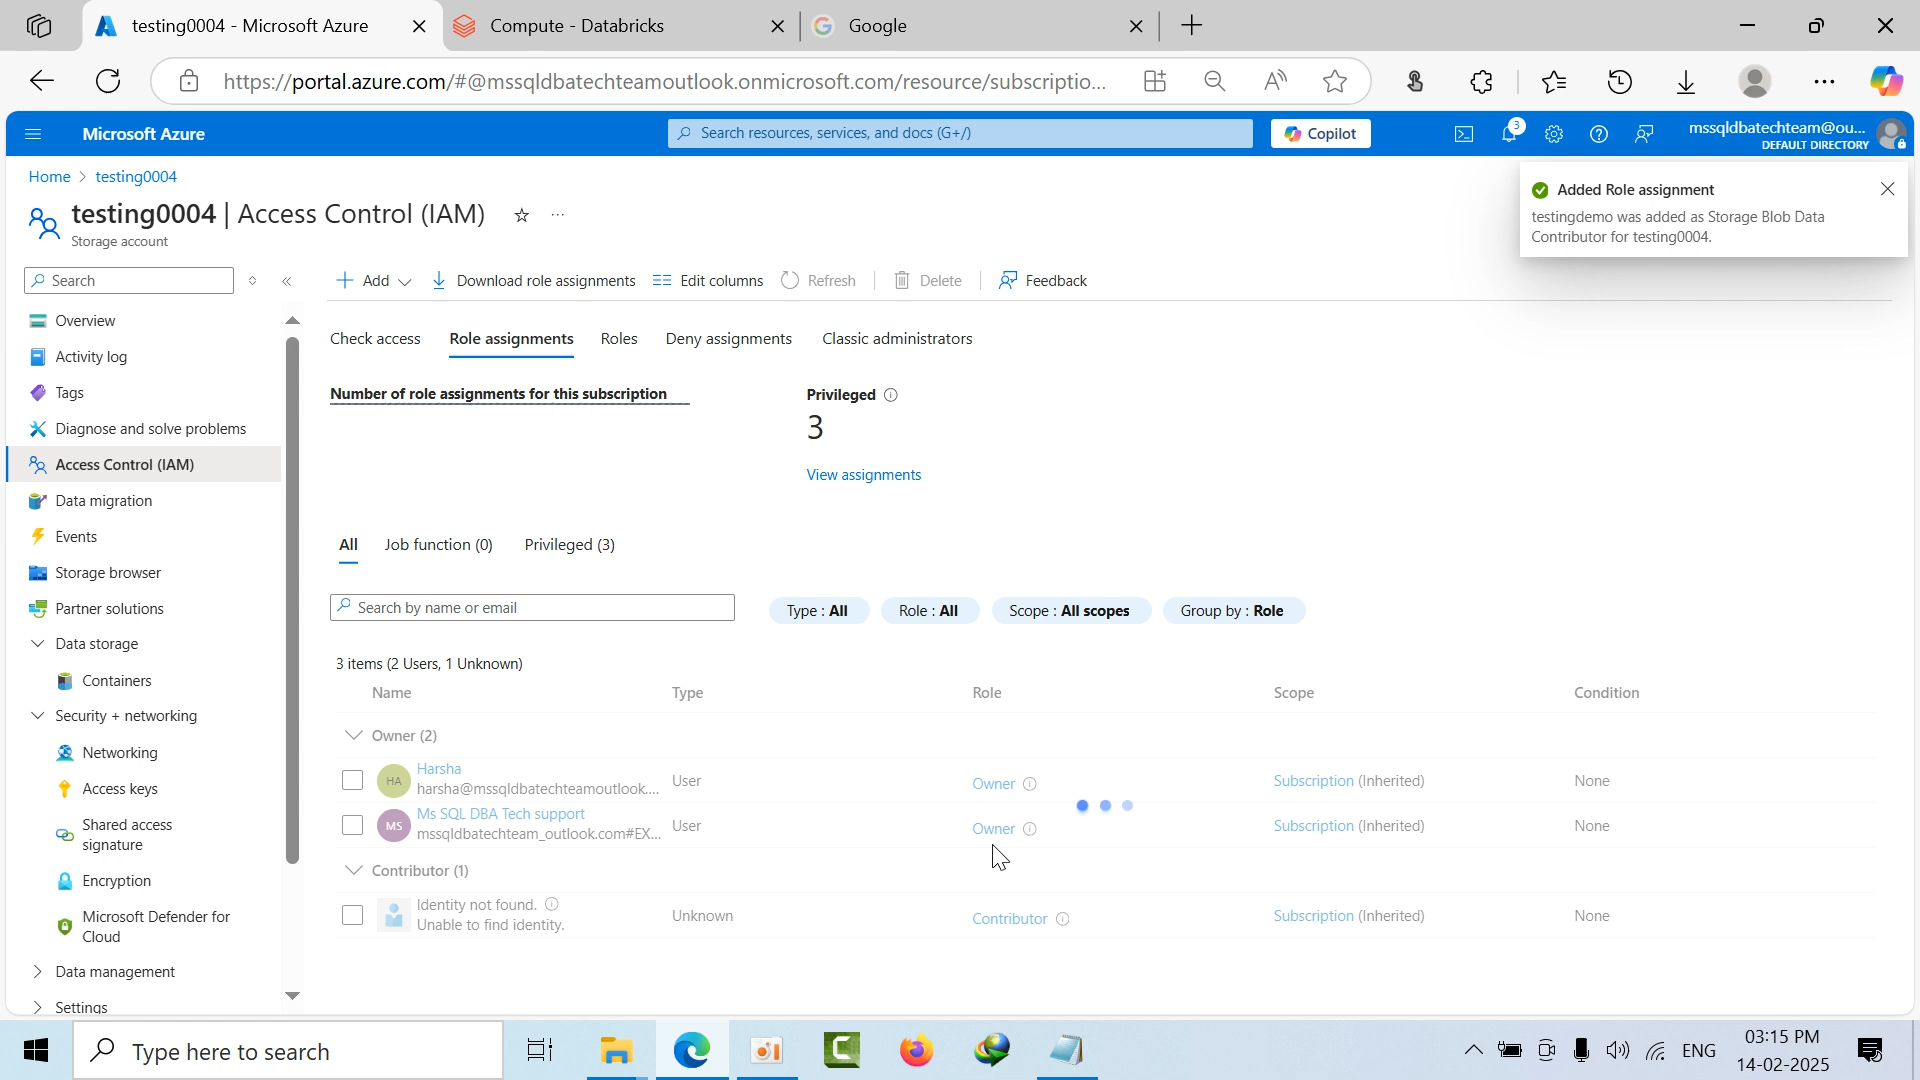 testing0004 - Microsoft Azure
Compute - Databricks
Google
https://portal.azure.com/#@mssqldbatechteamoutlook.onmicrosoft.com/resource/subscriptio...
Microsoft Azure
Search resources, services, and docs (G+/)
Copilot
3
mssqldbatechteam@ou...
DEFAULT DIRECTORY
Home > testing0004
testing0004 | Access Control (IAM)
Storage account
Added Role assignment
testingdemo was added as Storage Blob Data
Contributor for testing0004.
Search
Add
Download role assignments
Edit columns
Refresh
Delete
Feedback
Overview
Activity log
Tags
Diagnose and solve problems
Access Control (IAM)
Data migration
Events
Storage browser
Partner solutions
Data storage
Containers
Security + networking
Networking
Access keys
Shared access
signature
Encryption
Microsoft Defender for
Cloud
Data management
Settings
Check access
Role assignments
Roles
Deny assignments
Classic administrators
Number of role assignments for this subscription
Privileged
3
View assignments
All
Job function (0)
Privileged (3)
Search by name or email
Type : All
Role : All
Scope : All scopes
Group by : Role
3 items (2 Users, 1 Unknown)
Name Type Role Scope Condition
Owner (2)
HA
Harsha
harsha@mssqldbatechteamoutlook....
User
Owner
Subscription (Inherited)
None
MS
Ms SQL DBA Tech support
mssqldbatechteam_outlook.com#EX...
User
Owner
Subscription (Inherited)
None
Contributor (1)
Identity not found.
Unable to find identity.
Unknown
Contributor
Subscription (Inherited)
None
Type here to search
ENG
03:15 PM
14-02-2025